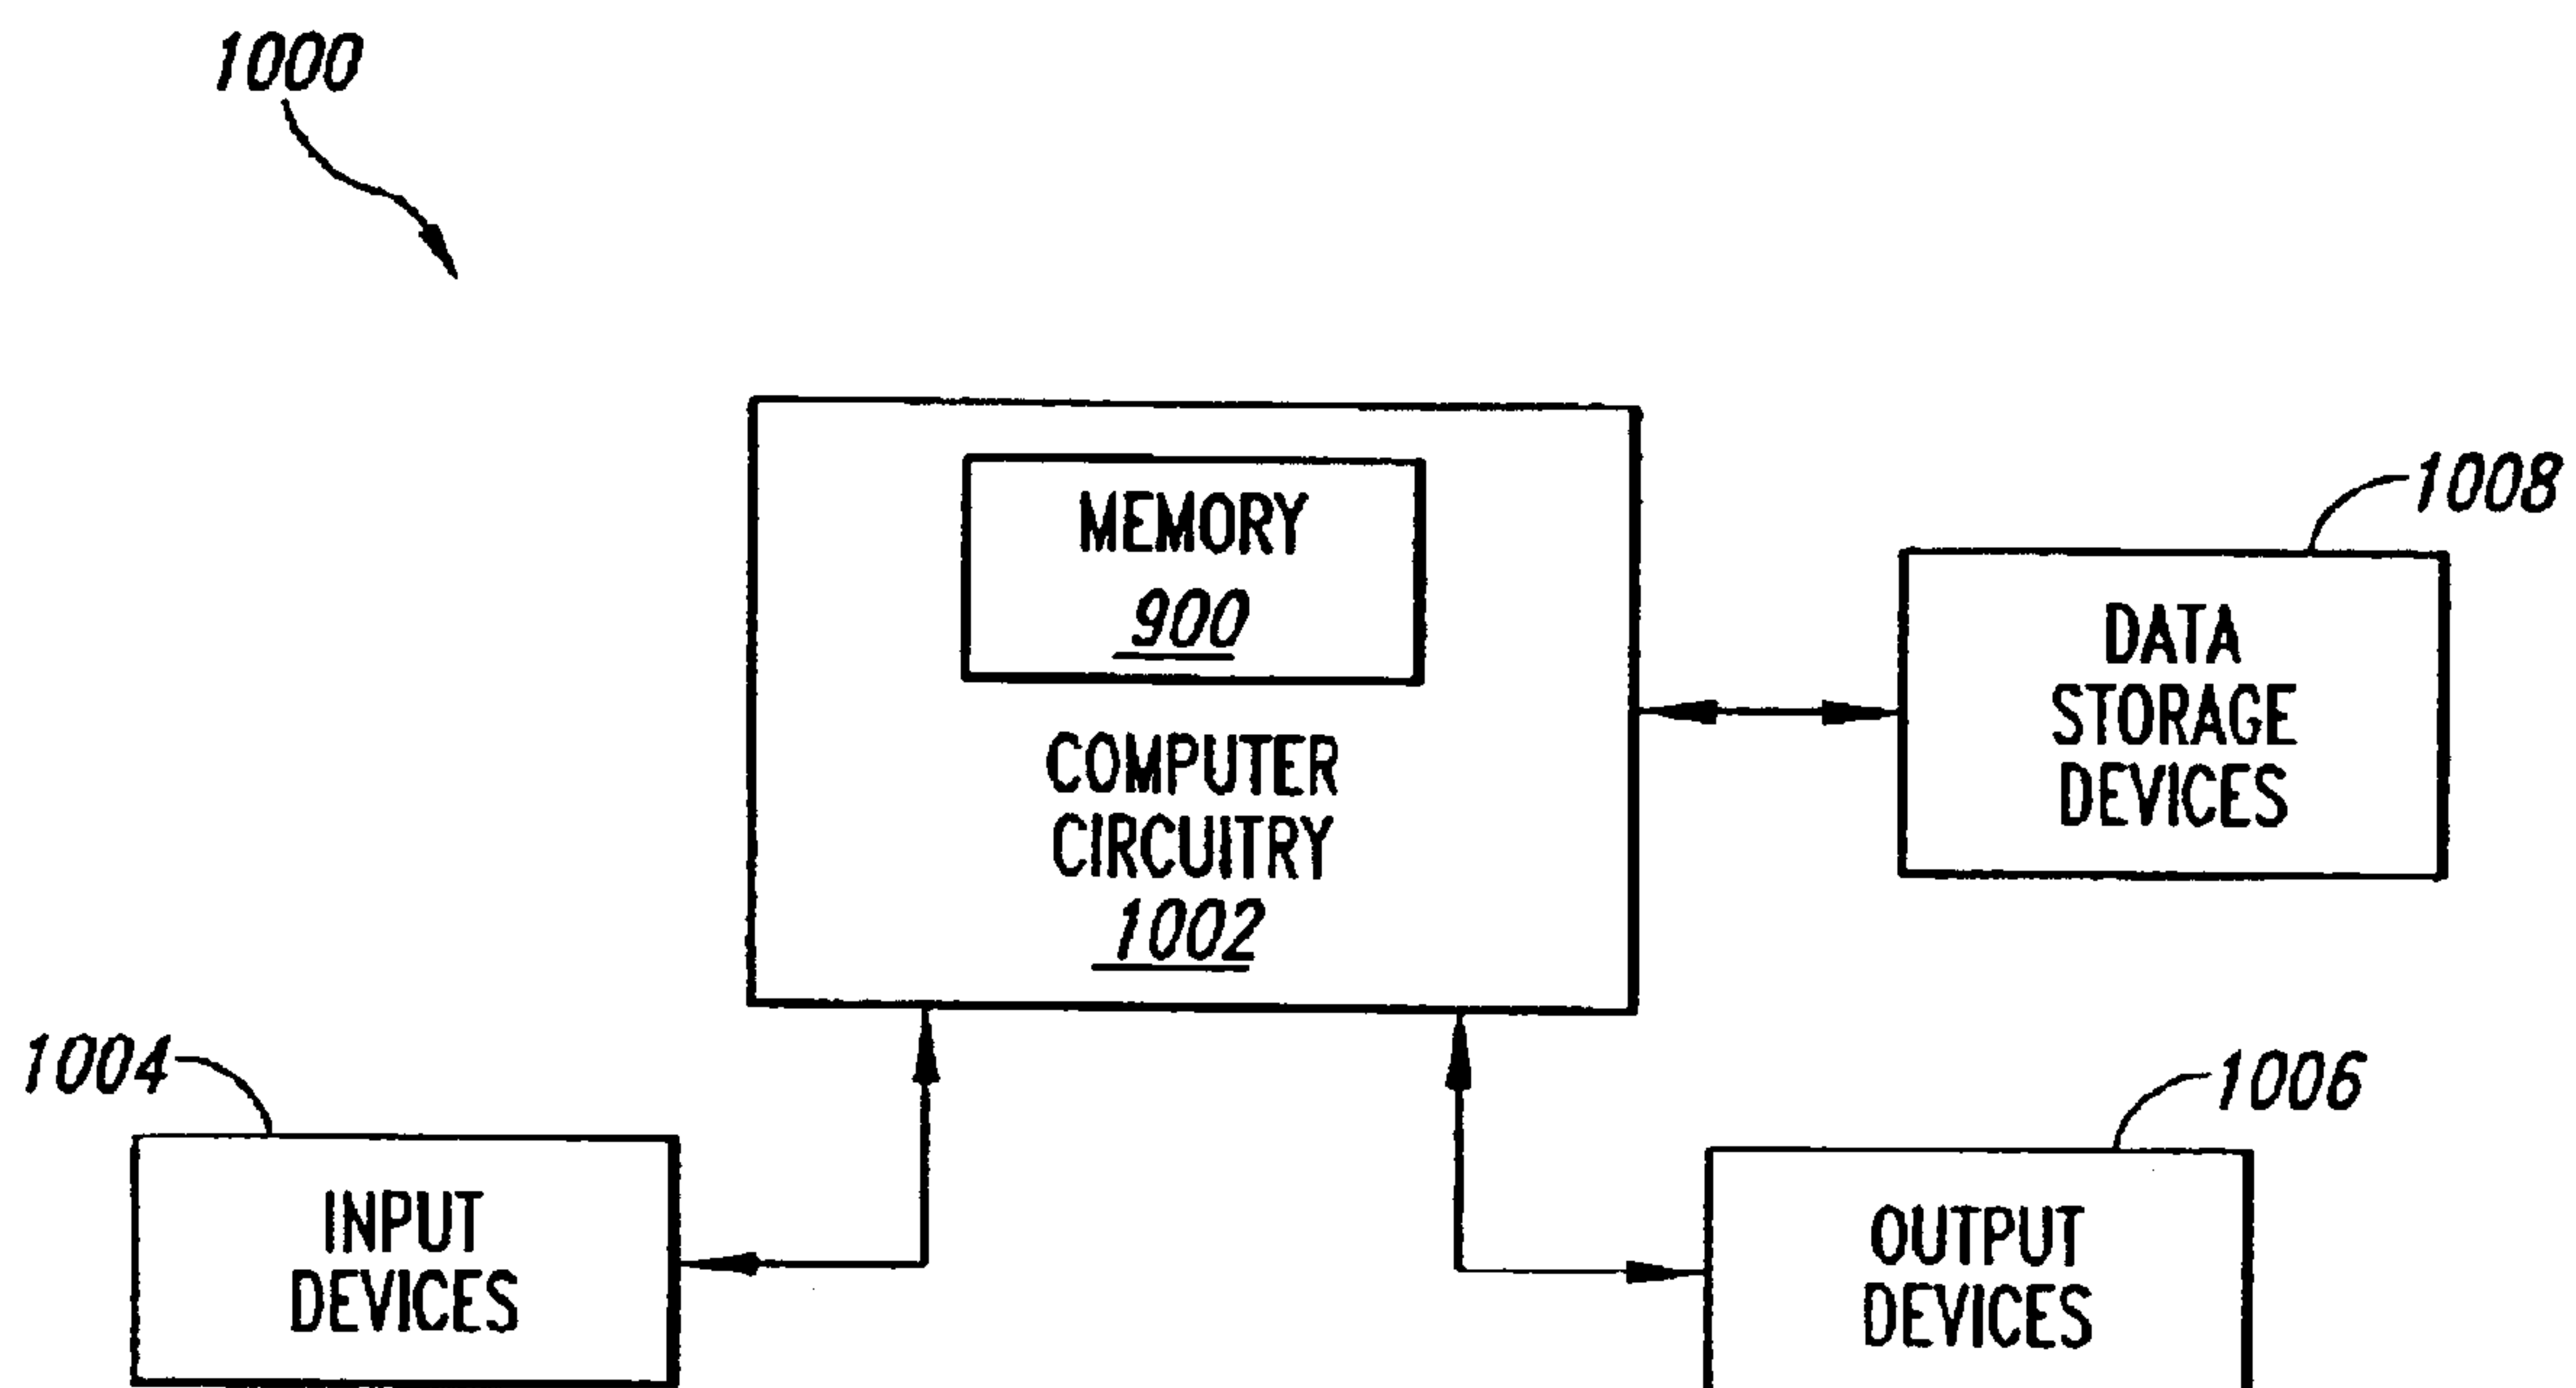 1000
MEMORY
900
COMPUTER
CIRCUITRY
1002
1008
DATA
STORAGE
DEVICES
1004
INPUT
DEVICES
1006
OUTPUT
DEVICES